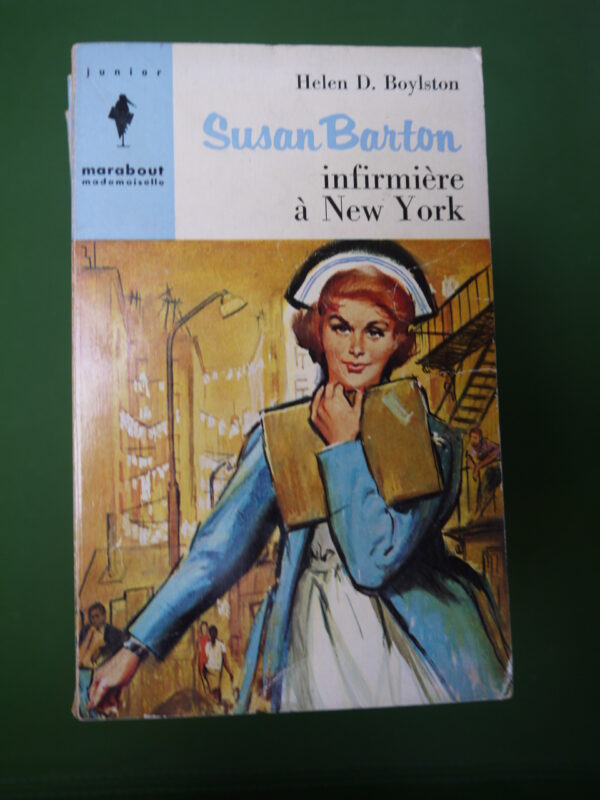 junior
marabout
mademoiselle
Helen D. Boylston
Susan Barton
infirmière
à New York